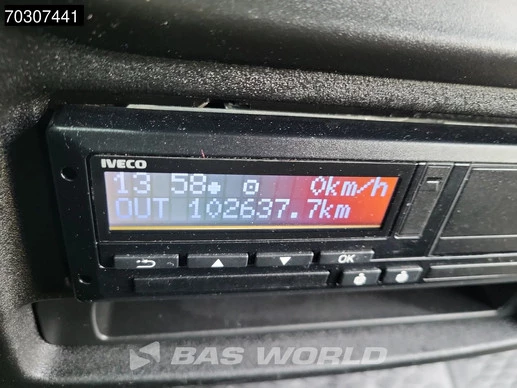 70307441
IVECO
13 58 0km/h
OUT 102637.7km
OK
BAS WORLD